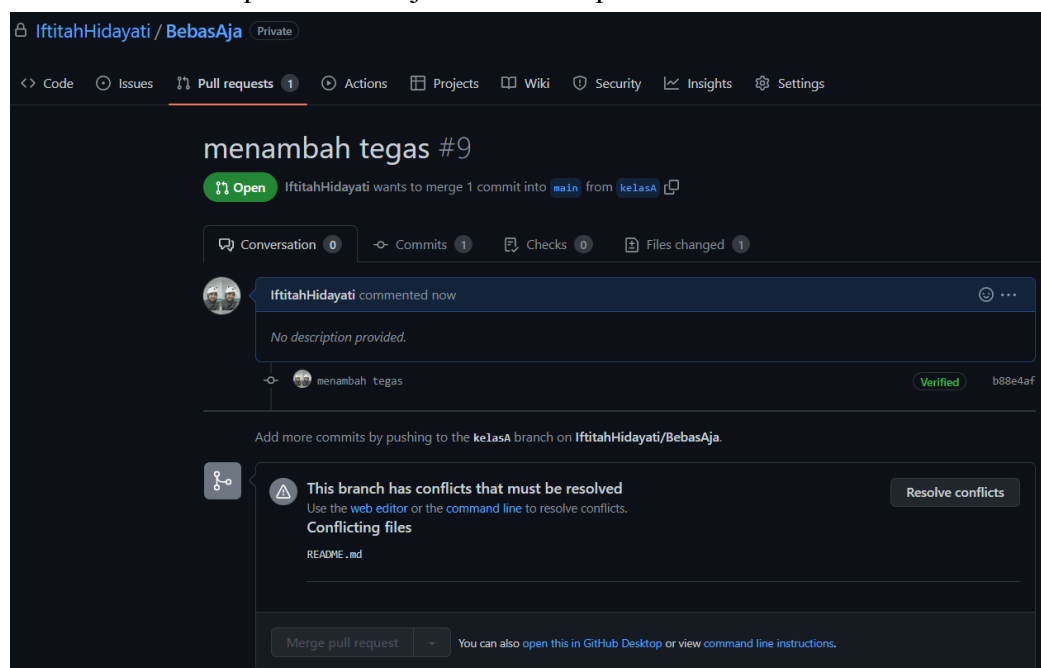 IftitahHidayati / BebasAja Private
Code Issues Pull requests 1 Actions Projects Wiki Security Insights Settings
menambah tegas #9
Open IftitahHidayati wants to merge 1 commit into main from kelasA
Conversation 0 Commits 1 Checks 0 Files changed 1
IftitahHidayati commented now
No description provided.
menambah tegas Verified b88e4af
Add more commits by pushing to the kelasA branch on IftitahHidayati/BebasAja.
This branch has conflicts that must be resolved
Resolve conflicts
Use the web editor or the command line to resolve conflicts.
Conflicting files
README.md
Merge pull request You can also open this in GitHub Desktop or view command line instructions.